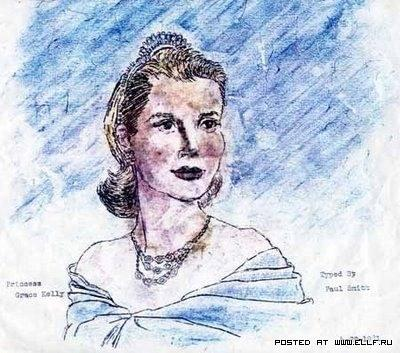 Princess
Grace Kelly
Typed By
Paul Smith
POSTED AT WWW.ELLF.RU